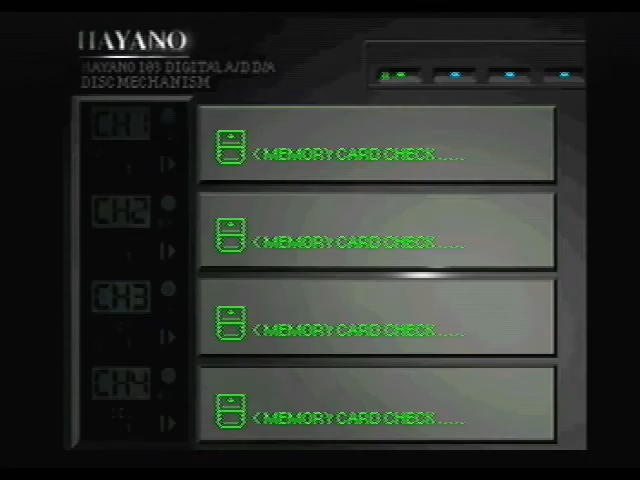 HAYANO
HAYANO 103 DIGITAL A/D D/A
DISC MECHANISM
CH1
< MEMORY CARD CHECK.....
CH2
< MEMORY CARD CHECK.....
CH3
< MEMORY CARD CHECK.....
CH4
< MEMORY CARD CHECK.....